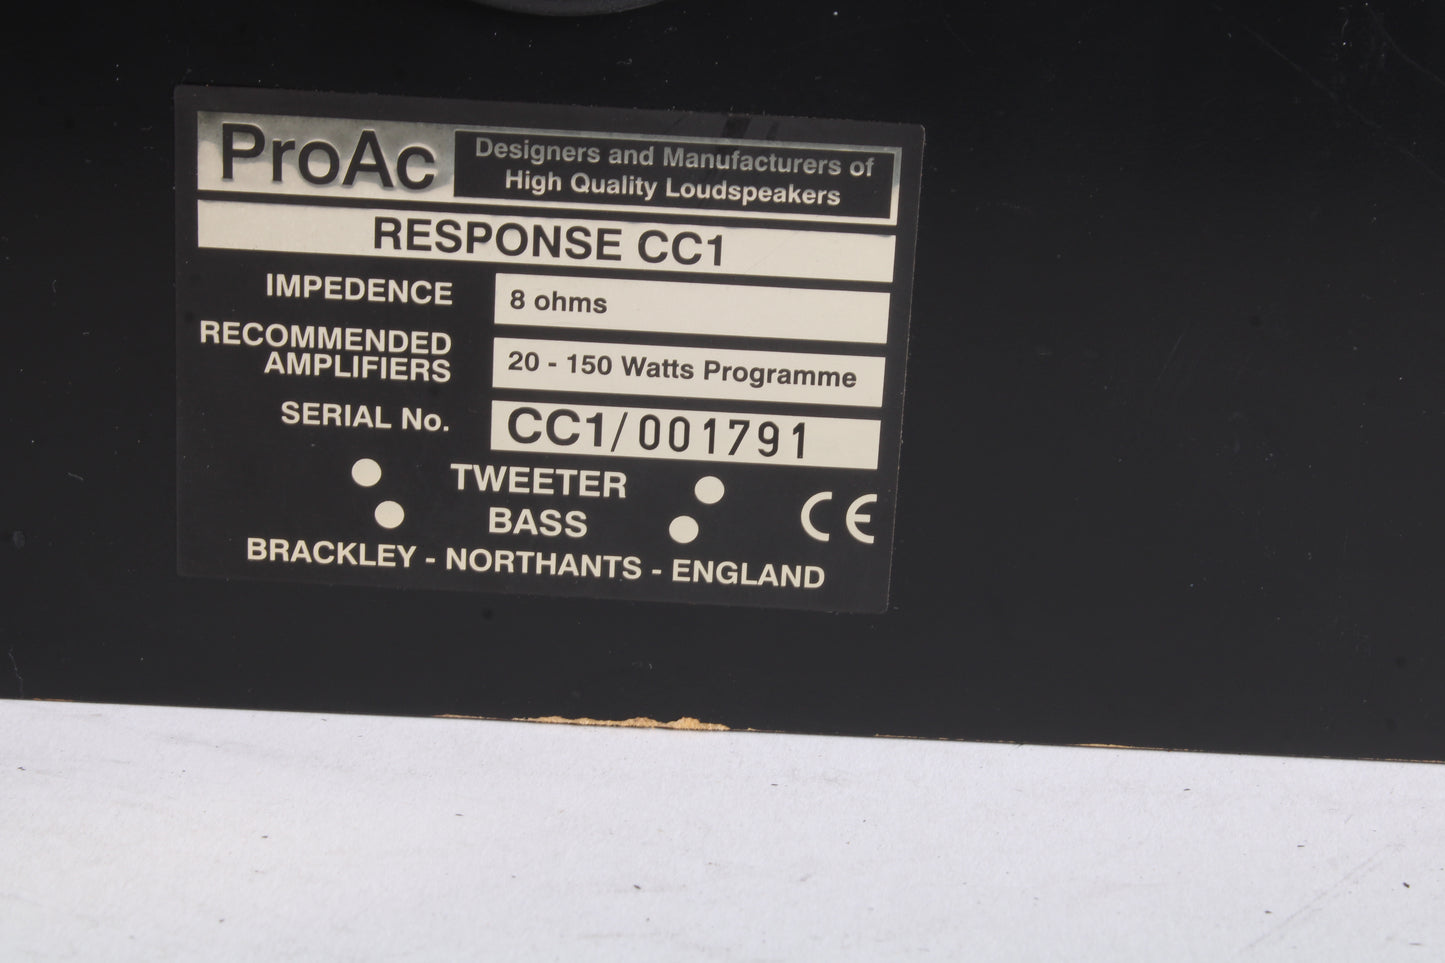 ProAc
Designers and Manufacturers of
High Quality Loudspeakers
RESPONSE CC1
IMPEDENCE 8 ohms
RECOMMENDED
AMPLIFIERS 20 - 150 Watts Programme
SERIAL No. CC1/001791
TWEETER
BASS
CE
BRACKLEY - NORTHANTS - ENGLAND